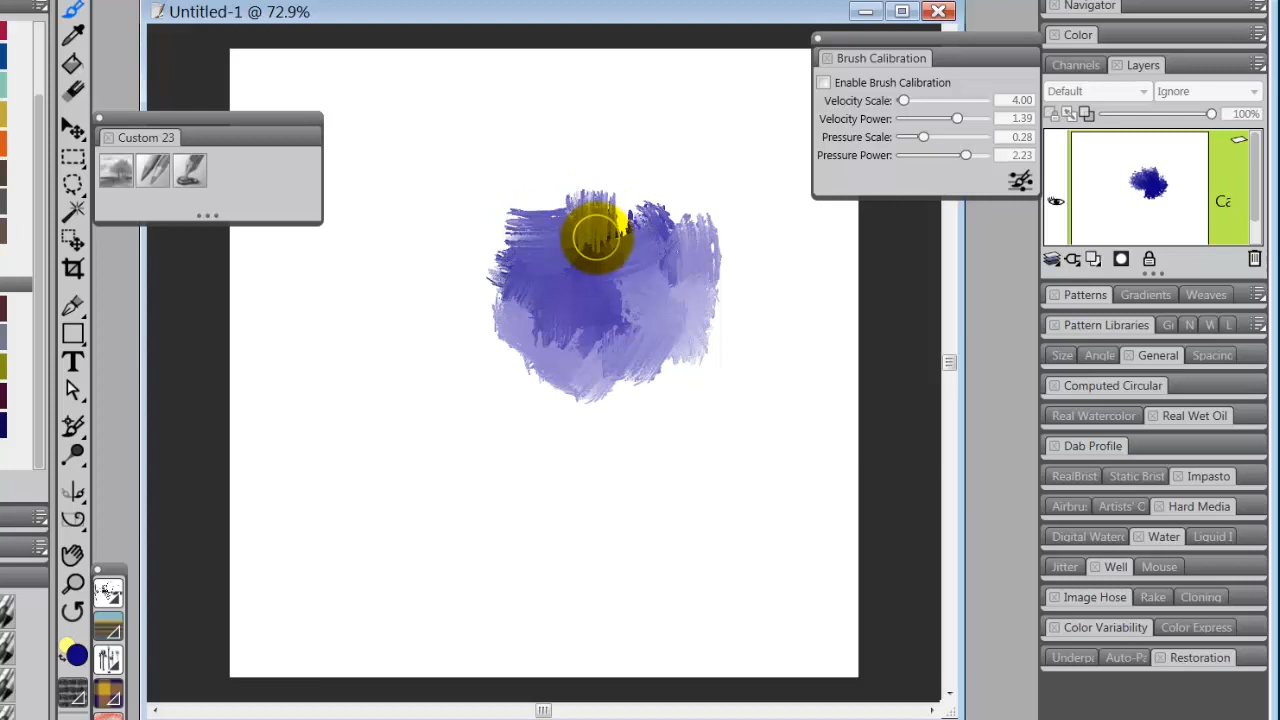 Untitled-1 @ 72.9%
Navigator
Color
Channels
Layers
Default
Ignore
100%
Ca
Brush Calibration
Enable Brush Calibration
Velocity Scale: 4.00
Velocity Power: 1.39
Pressure Scale: 0.28
Pressure Power: 2.23
Custom 23
T
Patterns Gradients Weaves
Pattern Libraries G N W L
Size Angle General Spacing
Computed Circular
Real Watercolor Real Wet Oil
Dab Profile
RealBrist Static Brist Impasto
Airbru: Artists' C Hard Media
Digital Waterc Water Liquid I
Jitter Well Mouse
Image Hose Rake Cloning
Color Variability Color Express
Underpa Auto-Pa Restoration